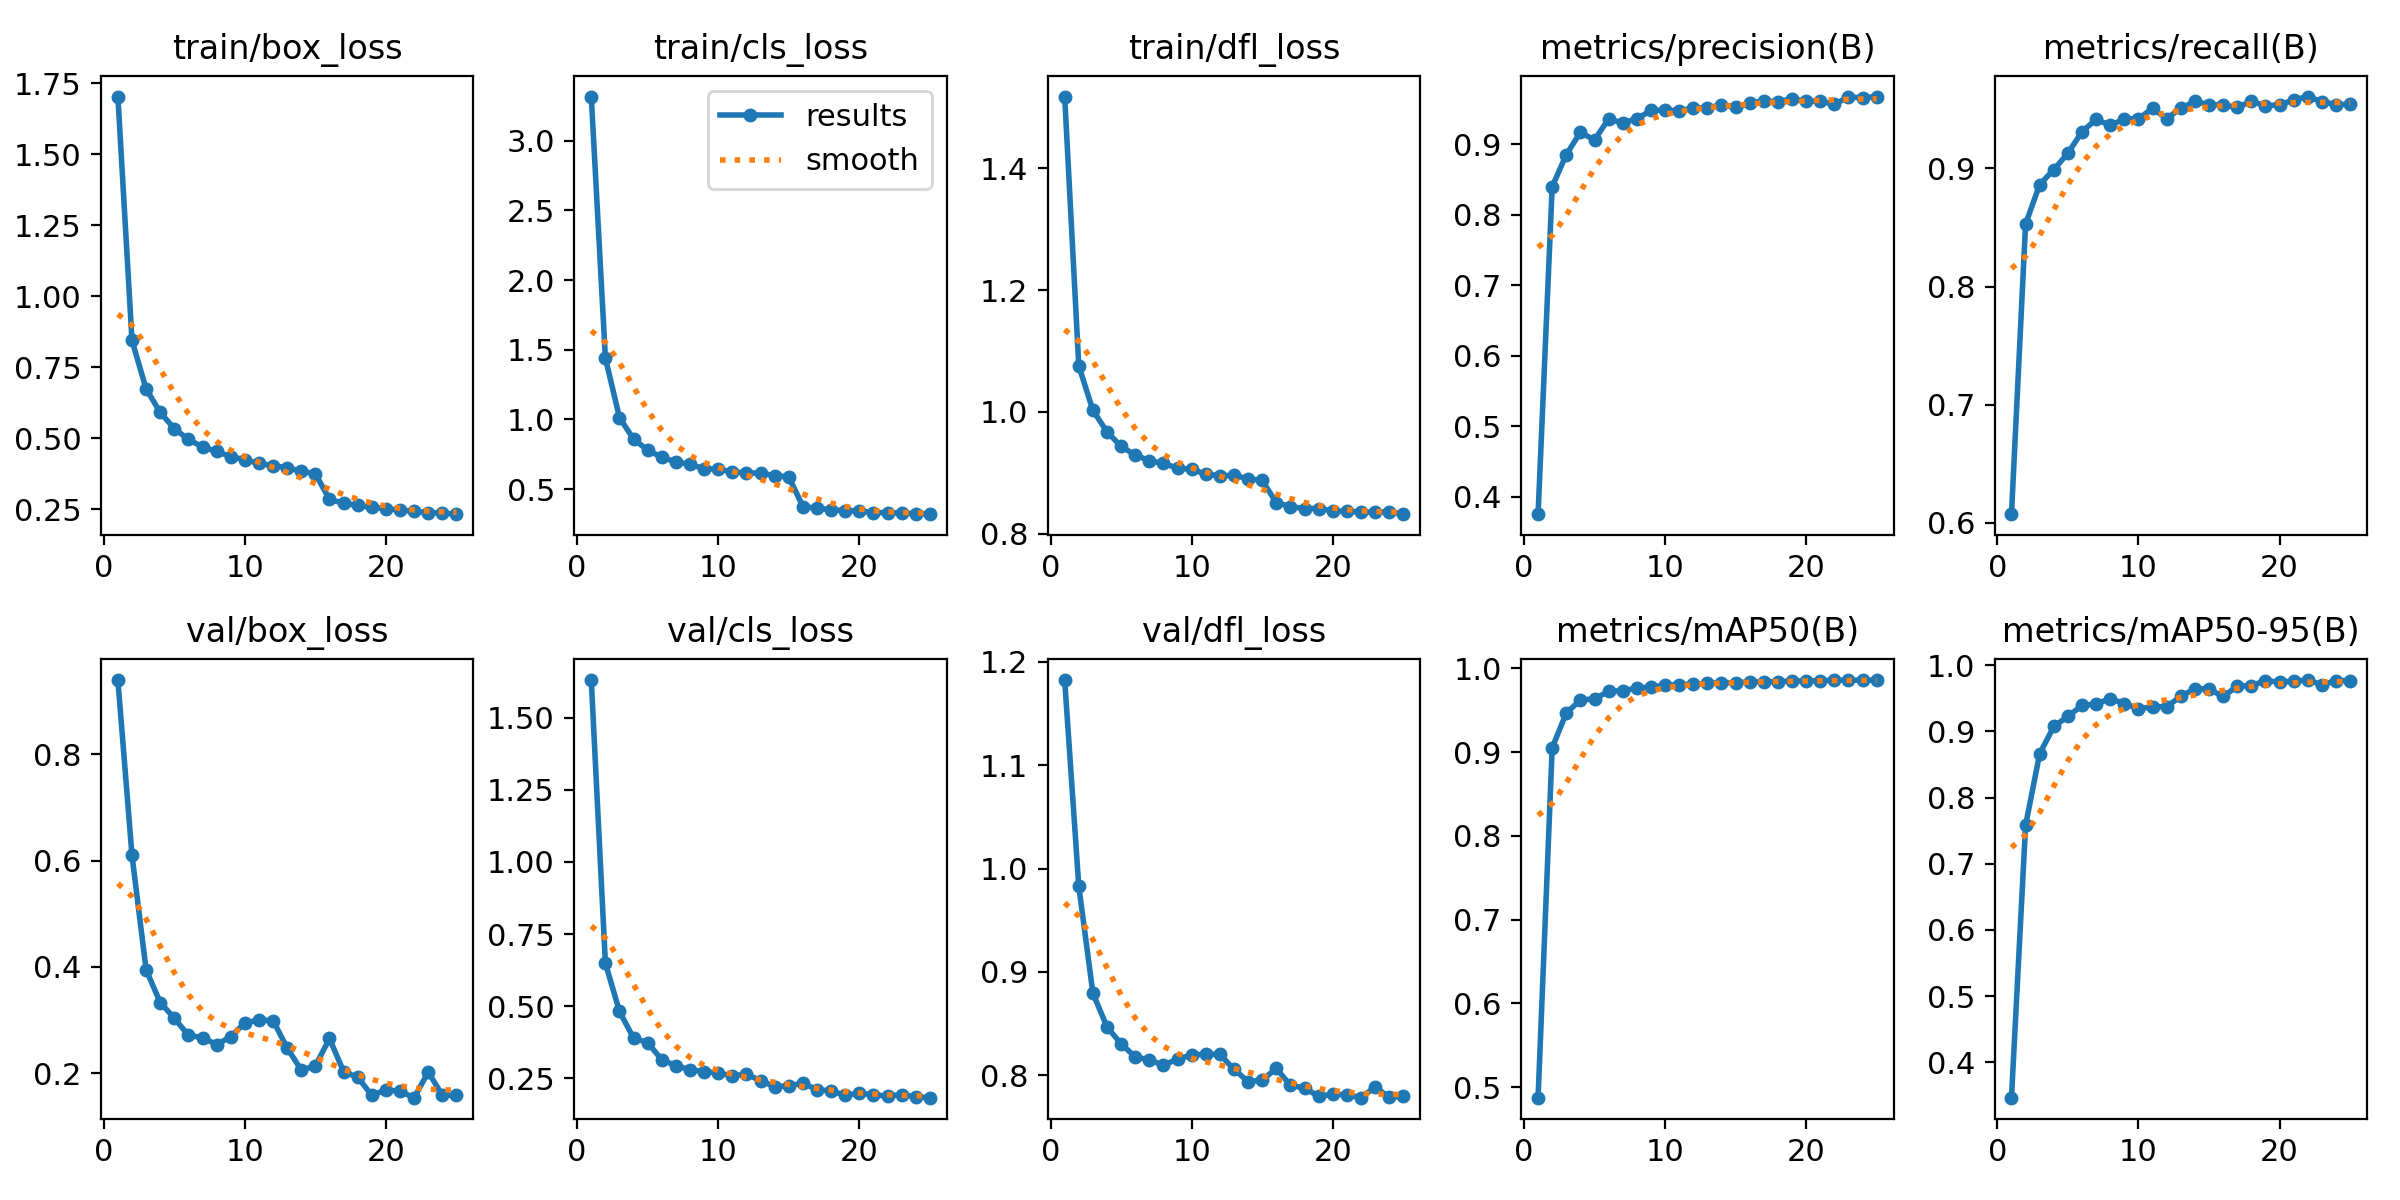 train/box_loss
1.75
1.50
1.25
1.00
0.75
0.50
0.25
0 10 20
train/cls_loss
results
smooth
3.0
2.5
2.0
1.5
1.0
0.5
0 10 20
train/dfl_loss
1.4
1.2
1.0
0.8
0 10 20
metrics/precision(B)
0.9
0.8
0.7
0.6
0.5
0.4
0 10 20
metrics/recall(B)
0.9
0.8
0.7
0.6
0 10 20
val/box_loss
0.8
0.6
0.4
0.2
0 10 20
val/cls_loss
1.50
1.25
1.00
0.75
0.50
0.25
0 10 20
val/dfl_loss
1.2
1.1
1.0
0.9
0.8
0 10 20
metrics/mAP50(B)
1.0
0.9
0.8
0.7
0.6
0.5
0 10 20
metrics/mAP50-95(B)
1.0
0.9
0.8
0.7
0.6
0.5
0.4
0 10 20